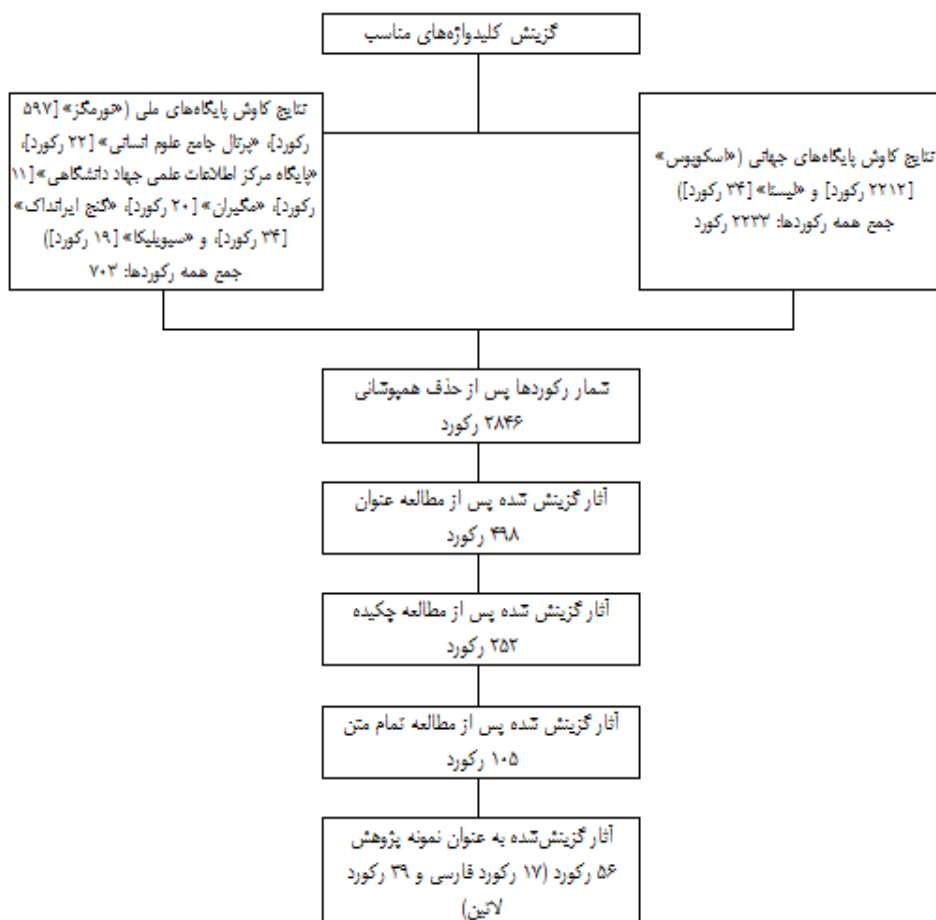 گزینش کلیدواژه‌های مناسب
نتایج کاوش پایگاه‌های جهانی («اسکوپوس»
[۲۲۱۲ رکورد] و «لیستا» [۳۴ رکورد])
جمع همه رکوردها: ۲۲۳۳ رکورد
نتایج کاوش پایگاه‌های ملی («نورمگز» [۵۹۷
رکورد]، «پرتال جامع علوم انسانی» [۲۲ رکورد]،
«پایگاه مرکز اطلاعات علمی جهاد دانشگاهی» [۱۱
رکورد]، «مگیران» [۲۰ رکورد]، «گنج ایرانداک»
[۳۴ رکورد]، و «سیویلیکا» [۱۹ رکورد])
جمع همه رکوردها: ۷۰۳
شمار رکوردها پس از حذف همپوشانی
۲۸۴۶ رکورد
آثار گزینش شده پس از مطالعه عنوان
۴۹۸ رکورد
آثار گزینش شده پس از مطالعه چکیده
۲۵۲ رکورد
آثار گزینش شده پس از مطالعه تمام متن
۱۰۵ رکورد
آثار گزینش‌شده به عنوان نمونه پژوهش
۵۶ رکورد (۱۷ رکورد فارسی و ۳۹ رکورد
لاتین)